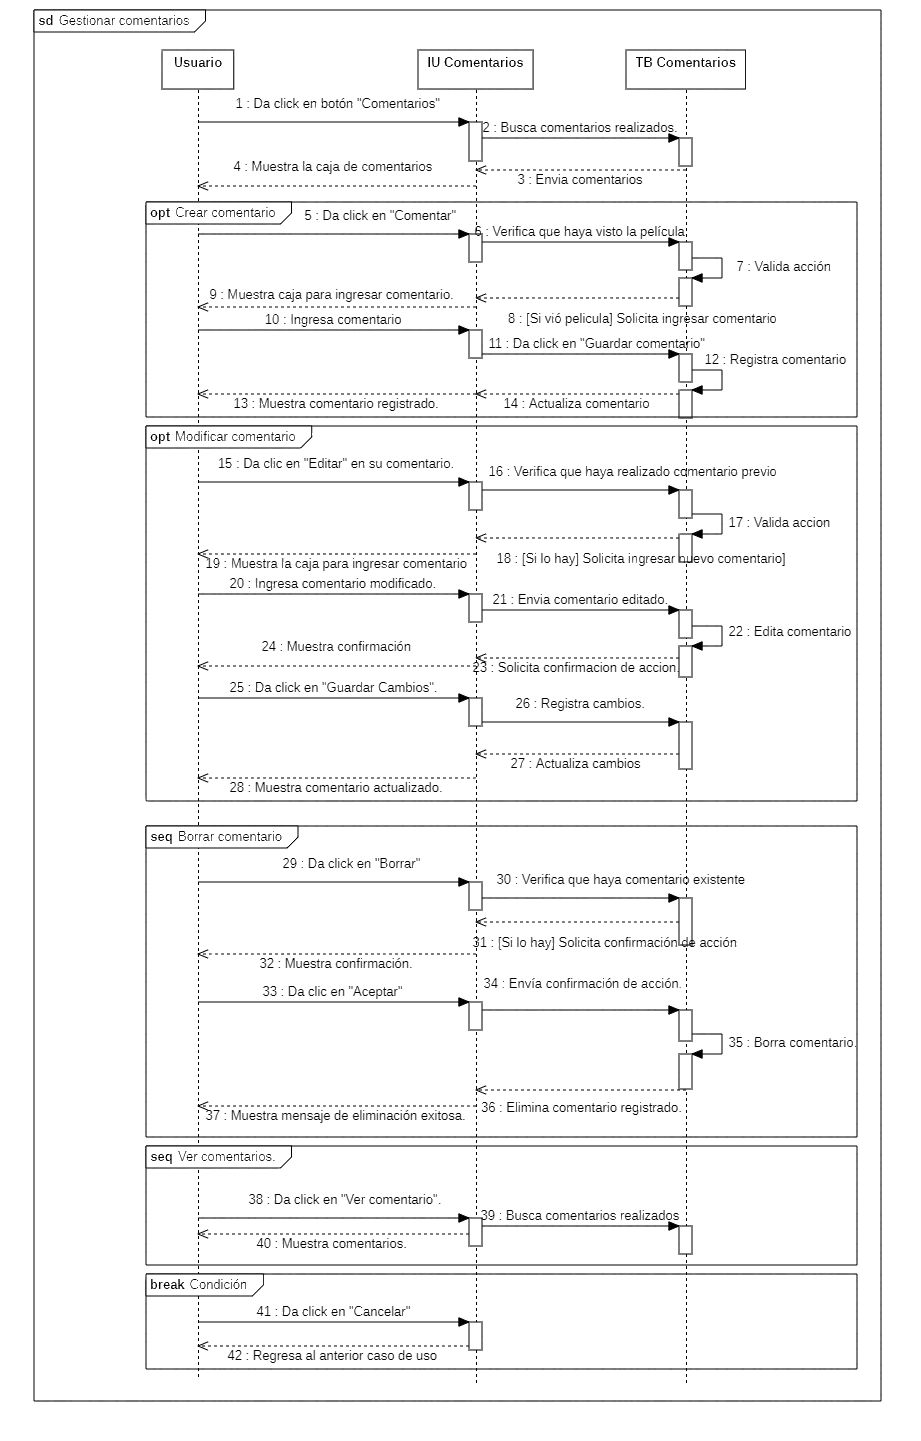 sd Gestionar comentarios
Usuario
IU Comentarios
TB Comentarios
1 : Da click en botón "Comentarios"
2 : Busca comentarios realizados.
4 : Muestra la caja de comentarios
3 : Envia comentarios
opt Crear comentario
5 : Da click en "Comentar"
6 : Verifica que haya visto la película
7 : Valida acción
9 : Muestra caja para ingresar comentario.
8 : [Si vió pelicula] Solicita ingresar comentario
10 : Ingresa comentario
11 : Da click en "Guardar comentario"
12 : Registra comentario
13 : Muestra comentario registrado.
14 : Actualiza comentario
opt Modificar comentario
15 : Da clic en "Editar" en su comentario.
16 : Verifica que haya realizado comentario previo
17 : Valida accion
18 : [Si lo hay] Solicita ingresar nuevo comentario]
19 : Muestra la caja para ingresar comentario
20 : Ingresa comentario modificado.
21 : Envia comentario editado.
22 : Edita comentario
24 : Muestra confirmación
23 : Solicita confirmacion de accion.
25 : Da click en "Guardar Cambios".
26 : Registra cambios.
27 : Actualiza cambios
28 : Muestra comentario actualizado.
seq Borrar comentario
29 : Da click en "Borrar"
30 : Verifica que haya comentario existente
31 : [Si lo hay] Solicita confirmación de acción
32 : Muestra confirmación.
33 : Da clic en "Aceptar"
34 : Envía confirmación de acción.
35 : Borra comentario.
36 : Elimina comentario registrado.
37 : Muestra mensaje de eliminación exitosa.
seq Ver comentarios.
38 : Da click en "Ver comentario".
39 : Busca comentarios realizados
40 : Muestra comentarios.
break Condición
41 : Da click en "Cancelar"
42 : Regresa al anterior caso de uso